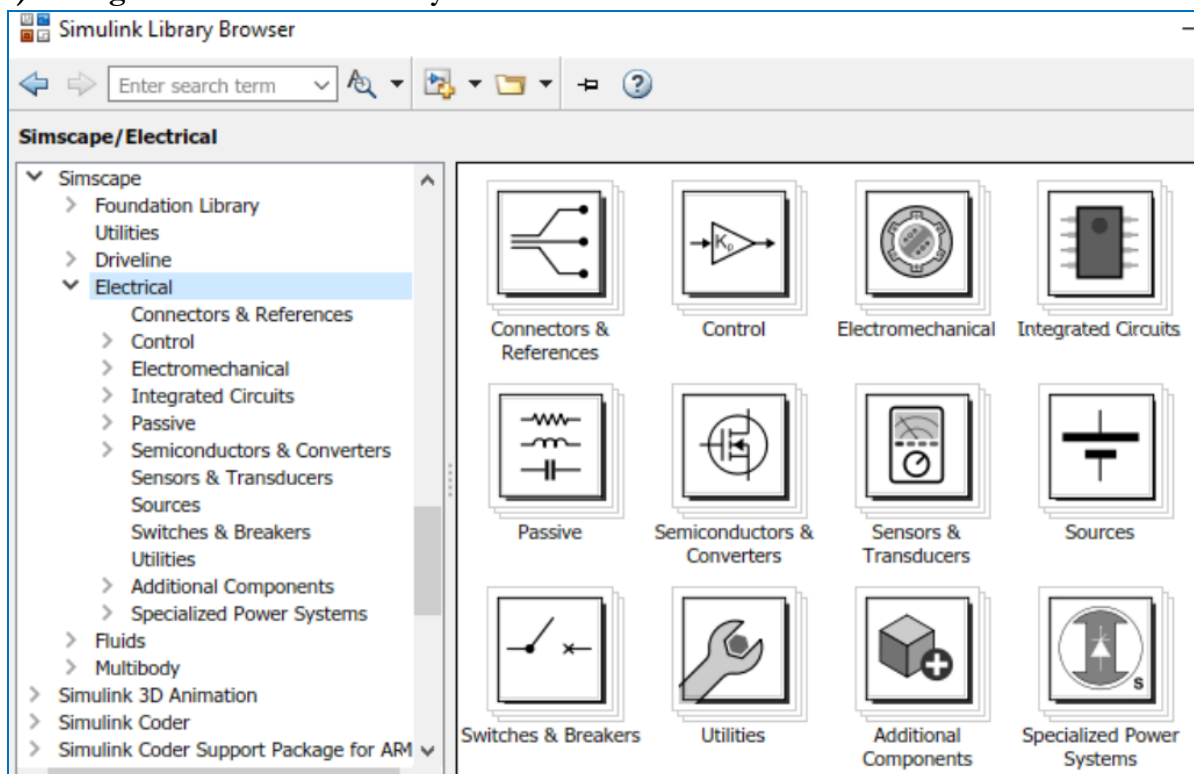 Simulink Library Browser
Enter search term
Simscape/Electrical
Simscape
Foundation Library
Utilities
Driveline
Electrical
Connectors & References
Control
Electromechanical
Integrated Circuits
Passive
Semiconductors & Converters
Sensors & Transducers
Sources
Switches & Breakers
Utilities
Additional Components
Specialized Power Systems
Fluids
Multibody
Simulink 3D Animation
Simulink Coder
Simulink Coder Support Package for ARM
Connectors &
References
Kp
Control
Electromechanical
Integrated Circuits
Passive
Semiconductors &
Converters
Sensors &
Transducers
Sources
Switches & Breakers
Utilities
Additional
Components
S
Specialized Power
Systems